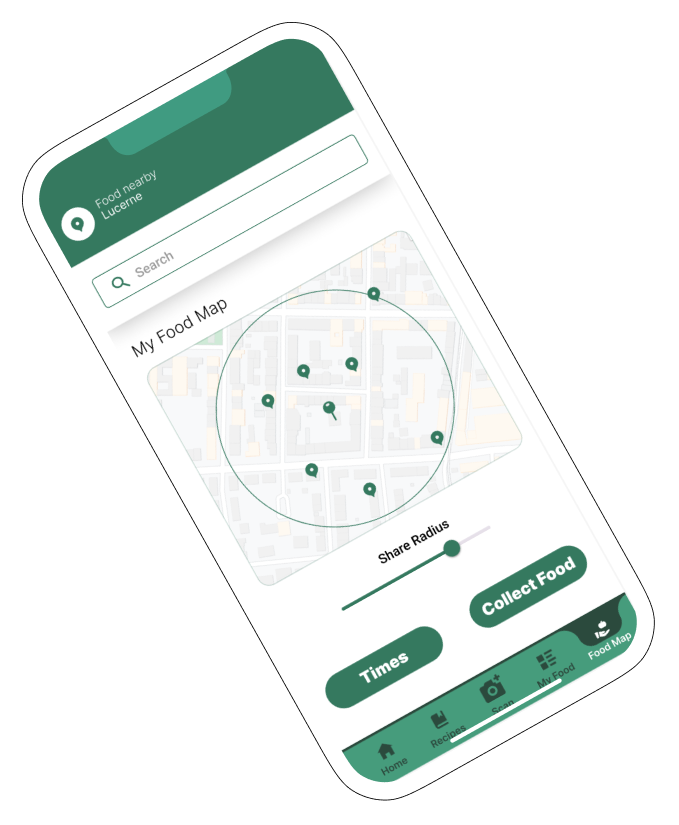 Food nearby
Lucerne
Search
My Food Map
Share Radius
Collect Food
Times
Home
Recipes
Scan
My Food
Food Map